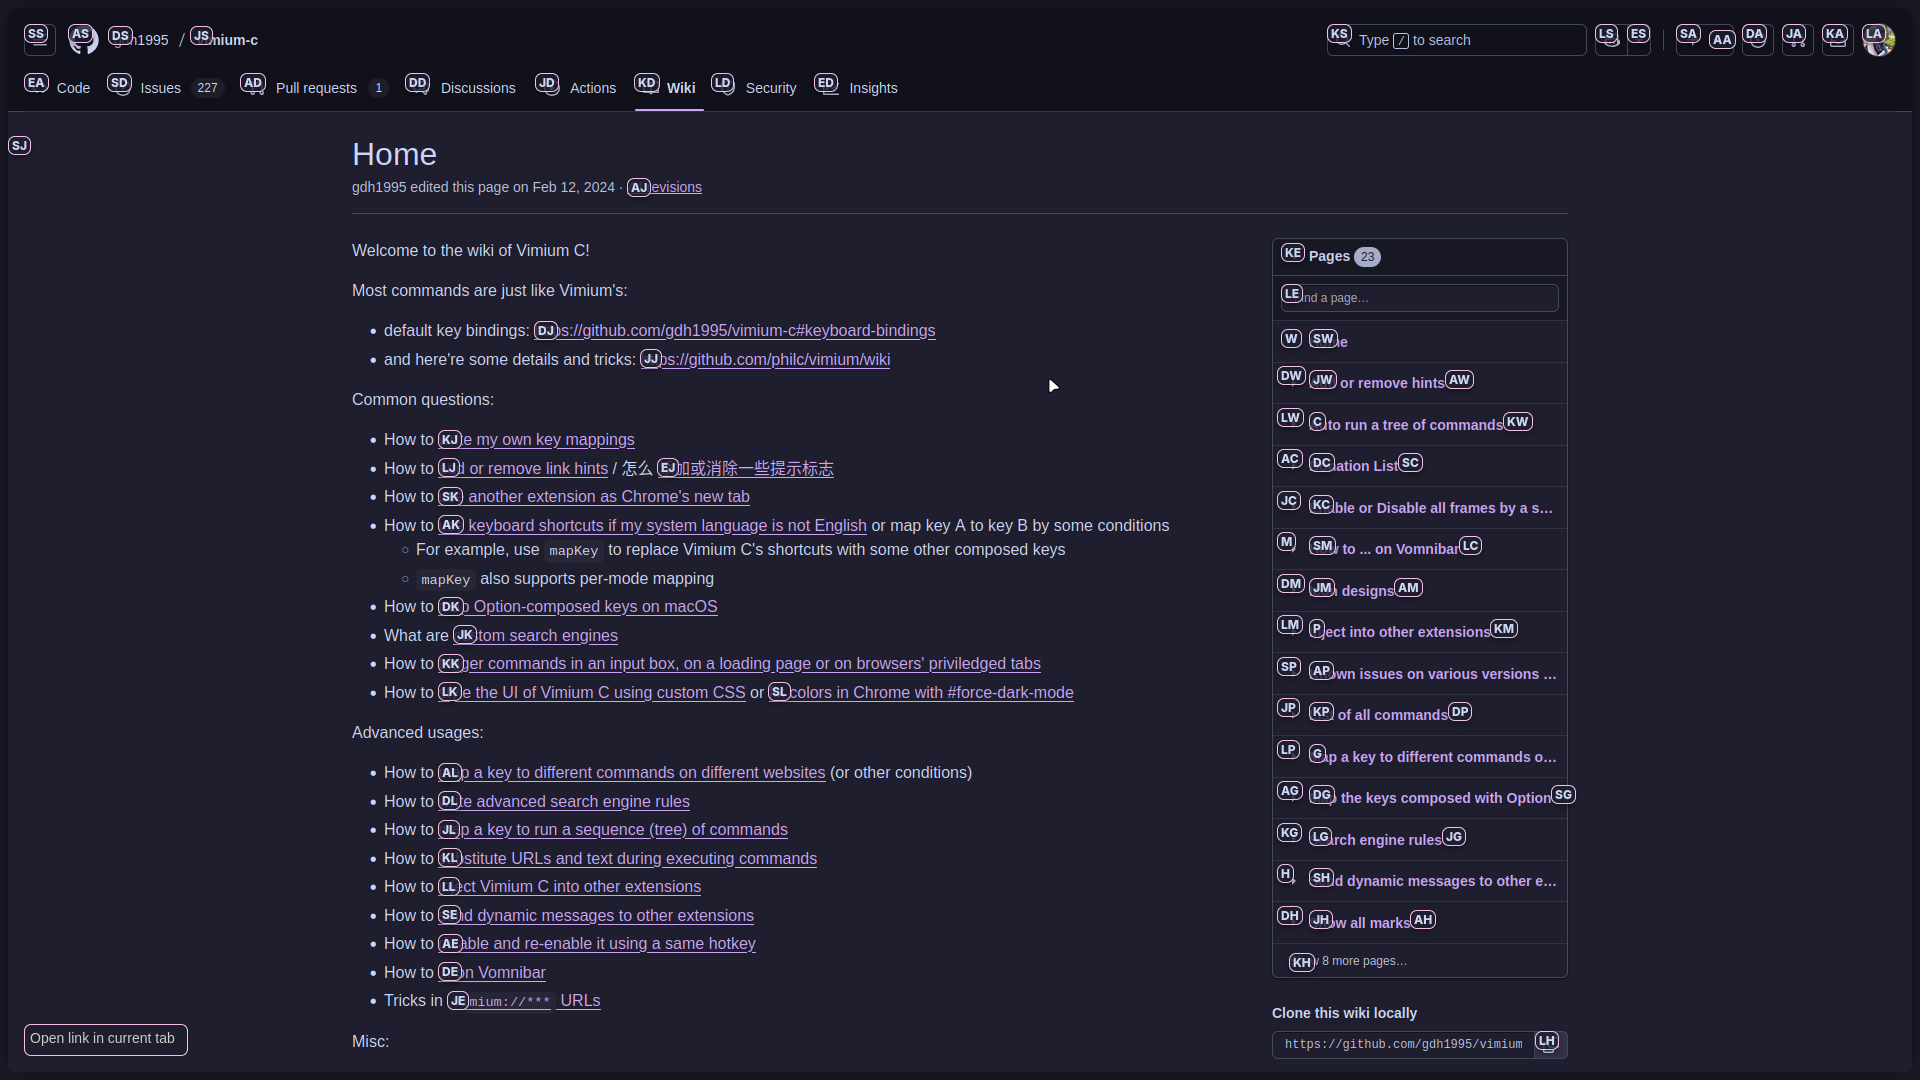 SS AS DS h1995 / JS mium-c KS Type / to search LS ES SA AA DA JA KA LA
EA Code SD Issues 227 AD Pull requests 1 DD Discussions JD Actions KD Wiki LD Security ED Insights
SJ
Home
gdh1995 edited this page on Feb 12, 2024 · AJ evisions
Welcome to the wiki of Vimium C!
Most commands are just like Vimium's:
default key bindings: DJ ps://github.com/gdh1995/vimium-c#keyboard-bindings
and here're some details and tricks: JJ ps://github.com/philc/vimium/wiki
Common questions:
How to KJ te my own key mappings
How to LJ d or remove link hints / 怎么 EJ 加或消除一些提示标志
How to SK another extension as Chrome's new tab
How to AK keyboard shortcuts if my system language is not English or map key A to key B by some conditions
For example, use mapKey to replace Vimium C's shortcuts with some other composed keys
mapKey also supports per-mode mapping
How to DK p Option-composed keys on macOS
What are JK tom search engines
How to KK ger commands in an input box, on a loading page or on browsers' priviledged tabs
How to LK e the UI of Vimium C using custom CSS or SL colors in Chrome with #force-dark-mode
Advanced usages:
How to AL p a key to different commands on different websites (or other conditions)
How to DL te advanced search engine rules
How to JL p a key to run a sequence (tree) of commands
How to KL stitute URLs and text during executing commands
How to LL ect Vimium C into other extensions
How to SE nd dynamic messages to other extensions
How to AE able and re-enable it using a same hotkey
How to DE on Vomnibar
Tricks in JE mium://*** URLs
Misc:
KE Pages 23
LE nd a page…
W SW e
DW JW or remove hints AW
LW C to run a tree of commands KW
AC DC ation List SC
JC KC ble or Disable all frames by a s…
M SM to ... on Vomnibar LC
DM JM designs AM
LM P ject into other extensions KM
SP AP wn issues on various versions …
JP KP of all commands DP
LP G ap a key to different commands o…
AG DG the keys composed with Option SG
KG LG rch engine rules JG
H SH d dynamic messages to other e…
DH JH ow all marks AH
KH 8 more pages…
Clone this wiki locally
https://github.com/gdh1995/vimium LH
Open link in current tab